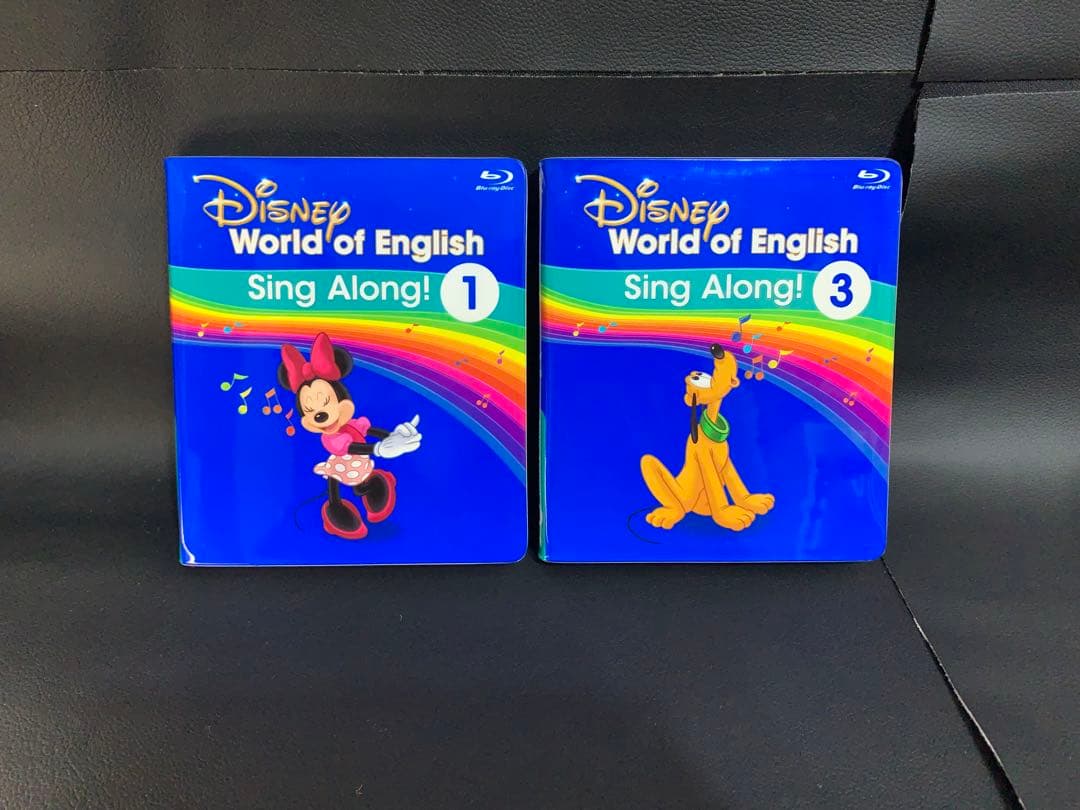 Blu-ray Disc
Disney
World of English
Sing Along! 1
Blu-ray Disc
Disney
World of English
Sing Along! 3